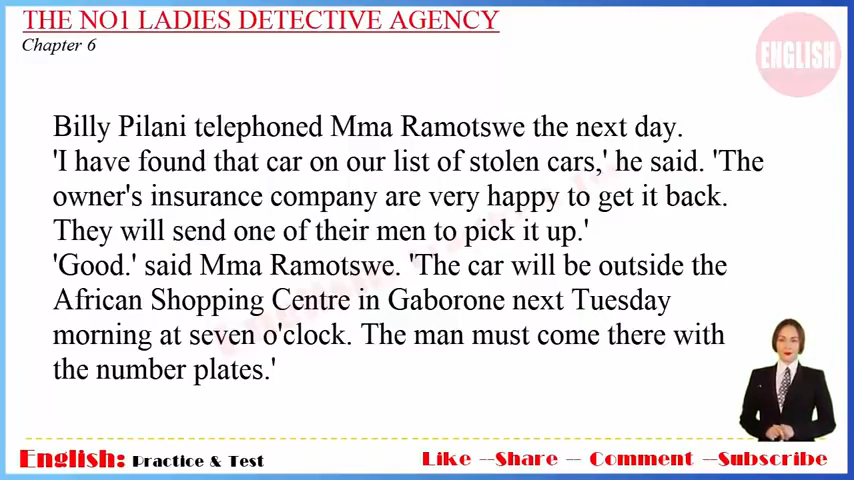 THE NO1 LADIES DETECTIVE AGENCY
Chapter 6
ENGLISH
Billy Pilani telephoned Mma Ramotswe the next day.
'I have found that car on our list of stolen cars,' he said. 'The
owner's insurance company are very happy to get it back.
They will send one of their men to pick it up.'
'Good.' said Mma Ramotswe. 'The car will be outside the
African Shopping Centre in Gaborone next Tuesday
morning at seven o'clock. The man must come there with
the number plates.'
English: Practice & Test
Like --Share -- Comment --Subscribe